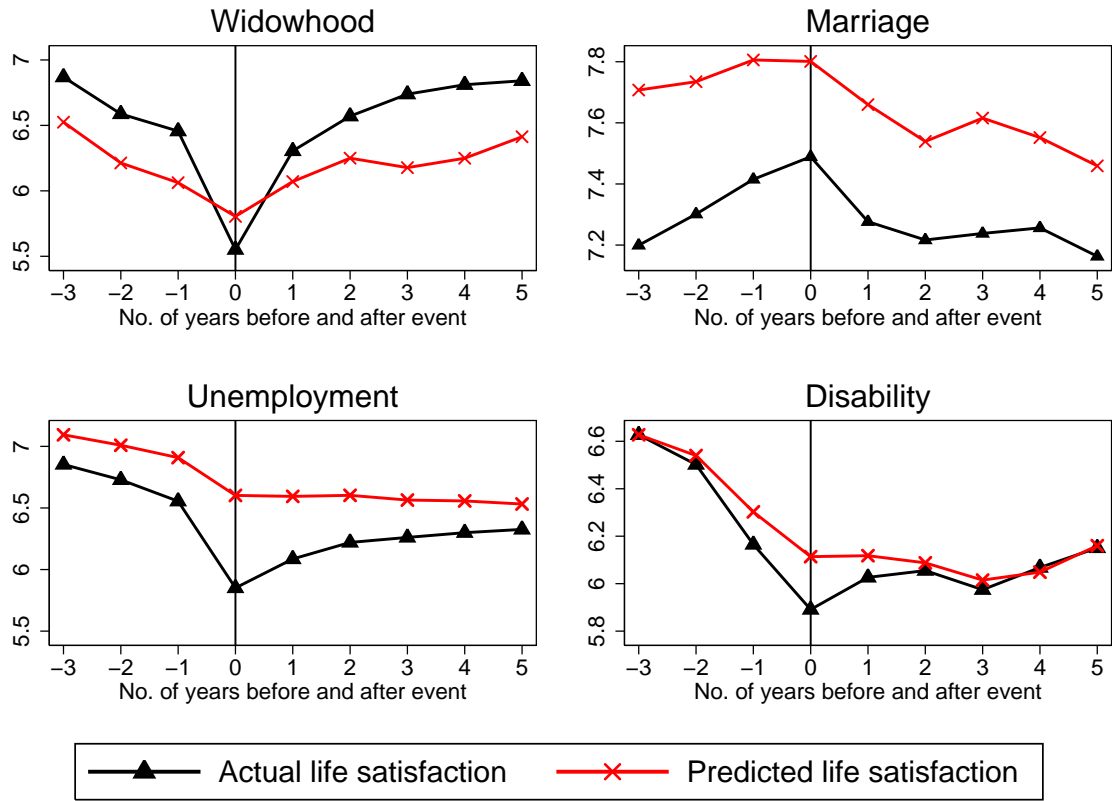 Widowhood
7
6.5
6
5.5
−3 −2 −1 0 1 2 3 4 5
No. of years before and after event
Marriage
7.8
7.6
7.4
7.2
−3 −2 −1 0 1 2 3 4 5
No. of years before and after event
Unemployment
7
6.5
6
5.5
−3 −2 −1 0 1 2 3 4 5
No. of years before and after event
Disability
6.6
6.4
6.2
6
5.8
−3 −2 −1 0 1 2 3 4 5
No. of years before and after event
Actual life satisfaction
Predicted life satisfaction